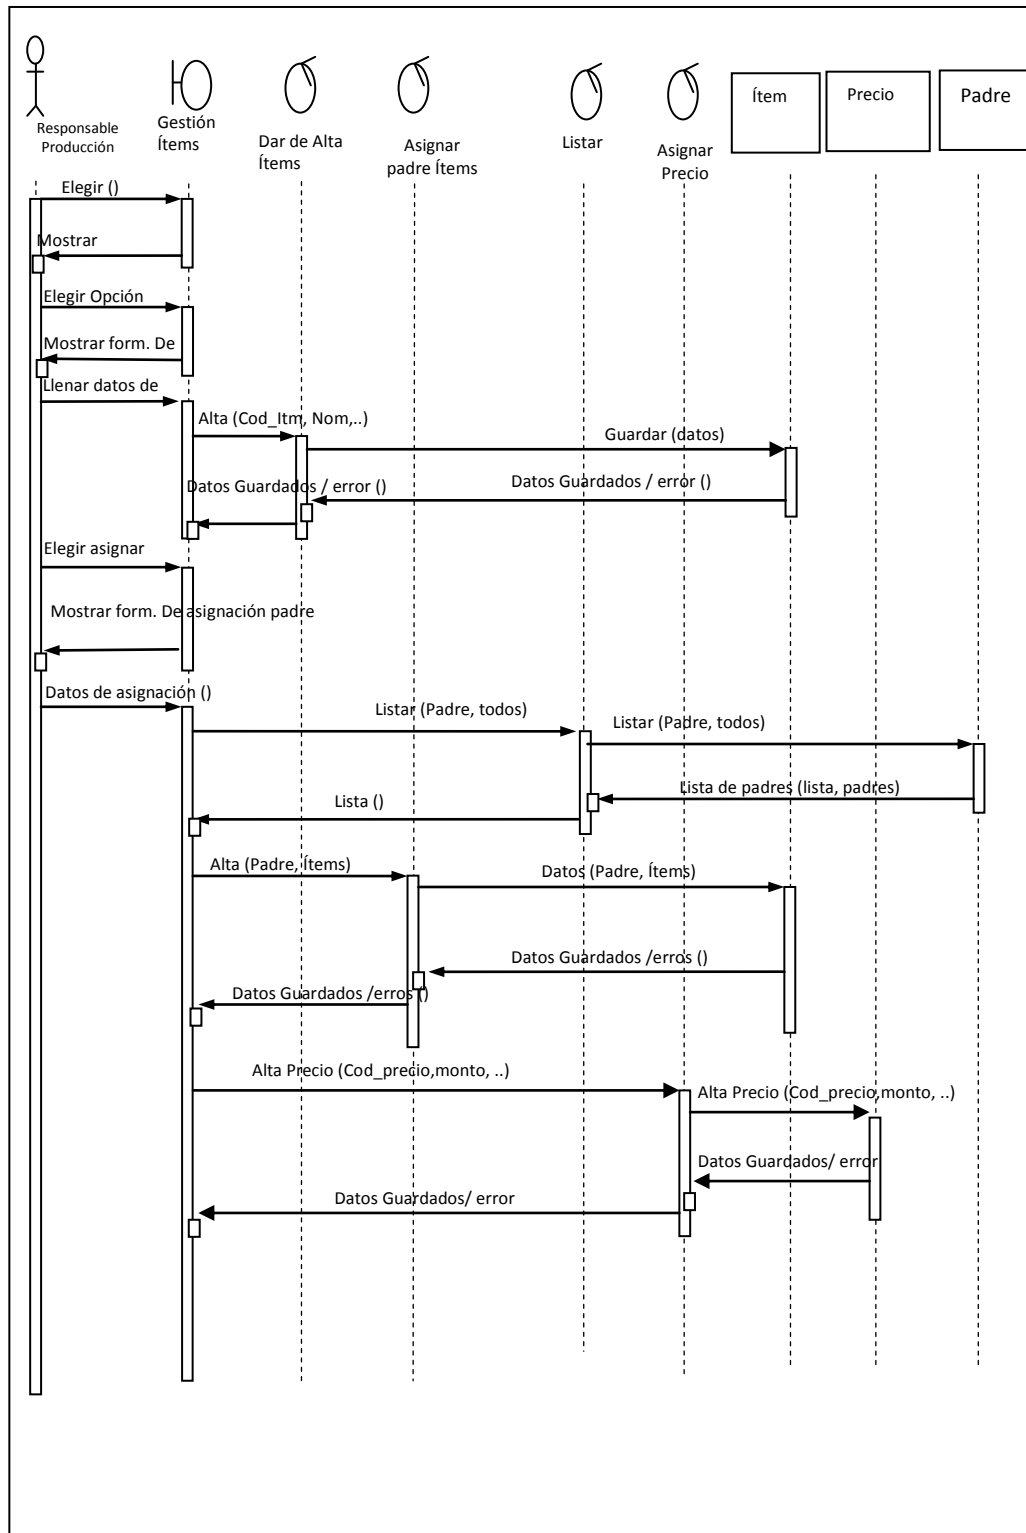 Responsable
Producción
Gestión
Ítems
Dar de Alta
Ítems
Asignar
padre Ítems
Listar
Asignar
Precio
Ítem
Precio
Padre
Elegir ()
Mostrar
Elegir Opción
Mostrar form. De
Llenar datos de
Alta (Cod_Itm, Nom,..)
Guardar (datos)
Datos Guardados / error ()
Datos Guardados / error ()
Elegir asignar
Mostrar form. De asignación padre
Datos de asignación ()
Listar (Padre, todos)
Listar (Padre, todos)
Lista de padres (lista, padres)
Lista ()
Alta (Padre, Ítems)
Datos (Padre, Ítems)
Datos Guardados /erros ()
Datos Guardados /erros ()
Alta Precio (Cod_precio,monto, ..)
Alta Precio (Cod_precio,monto, ..)
Datos Guardados/ error
Datos Guardados/ error